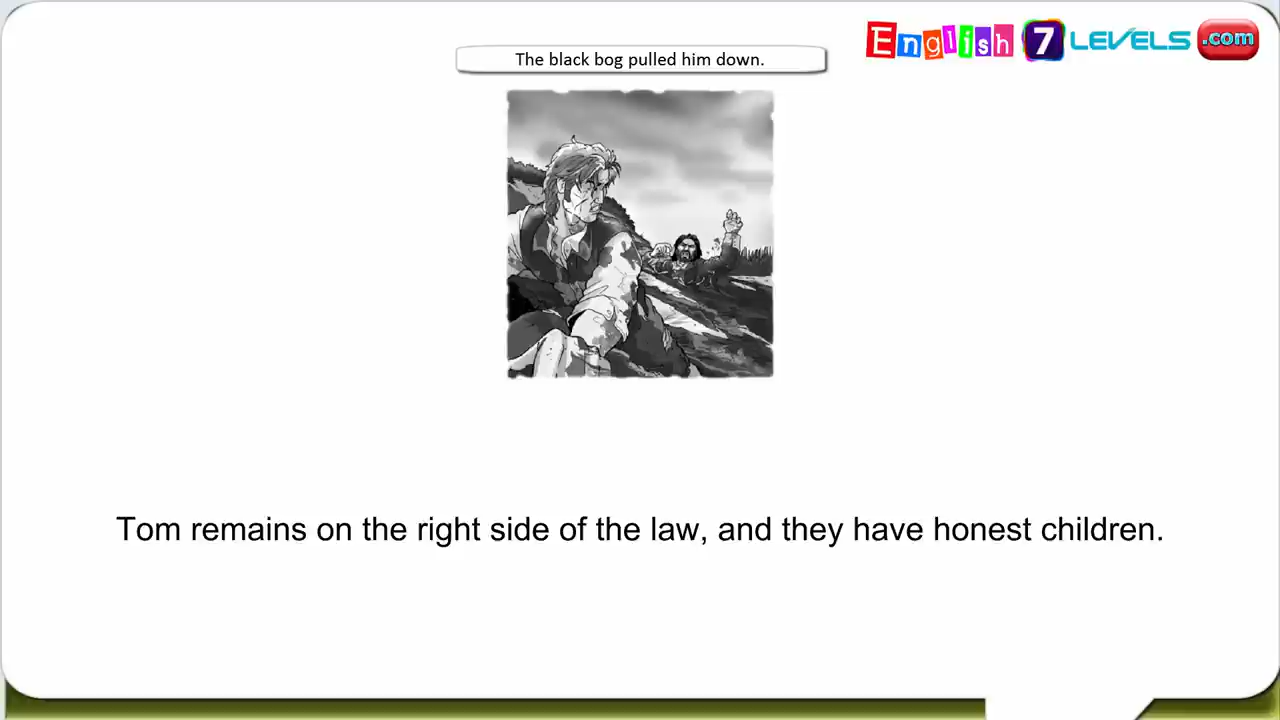 English 7 LEVELS .com
The black bog pulled him down.
Tom remains on the right side of the law, and they have honest children.